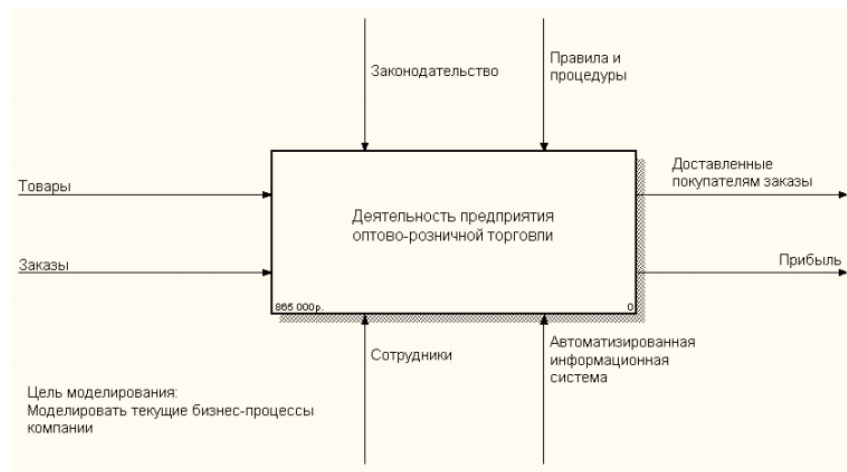 Законодательство
Правила и
процедуры
Товары
Заказы
Деятельность предприятия
оптово-розничной торговли
865 000р.
0
Доставленные
покупателям заказы
Прибыль
Сотрудники
Автоматизированная
информационная
система
Цель моделирования:
Моделировать текущие бизнес-процессы
компании